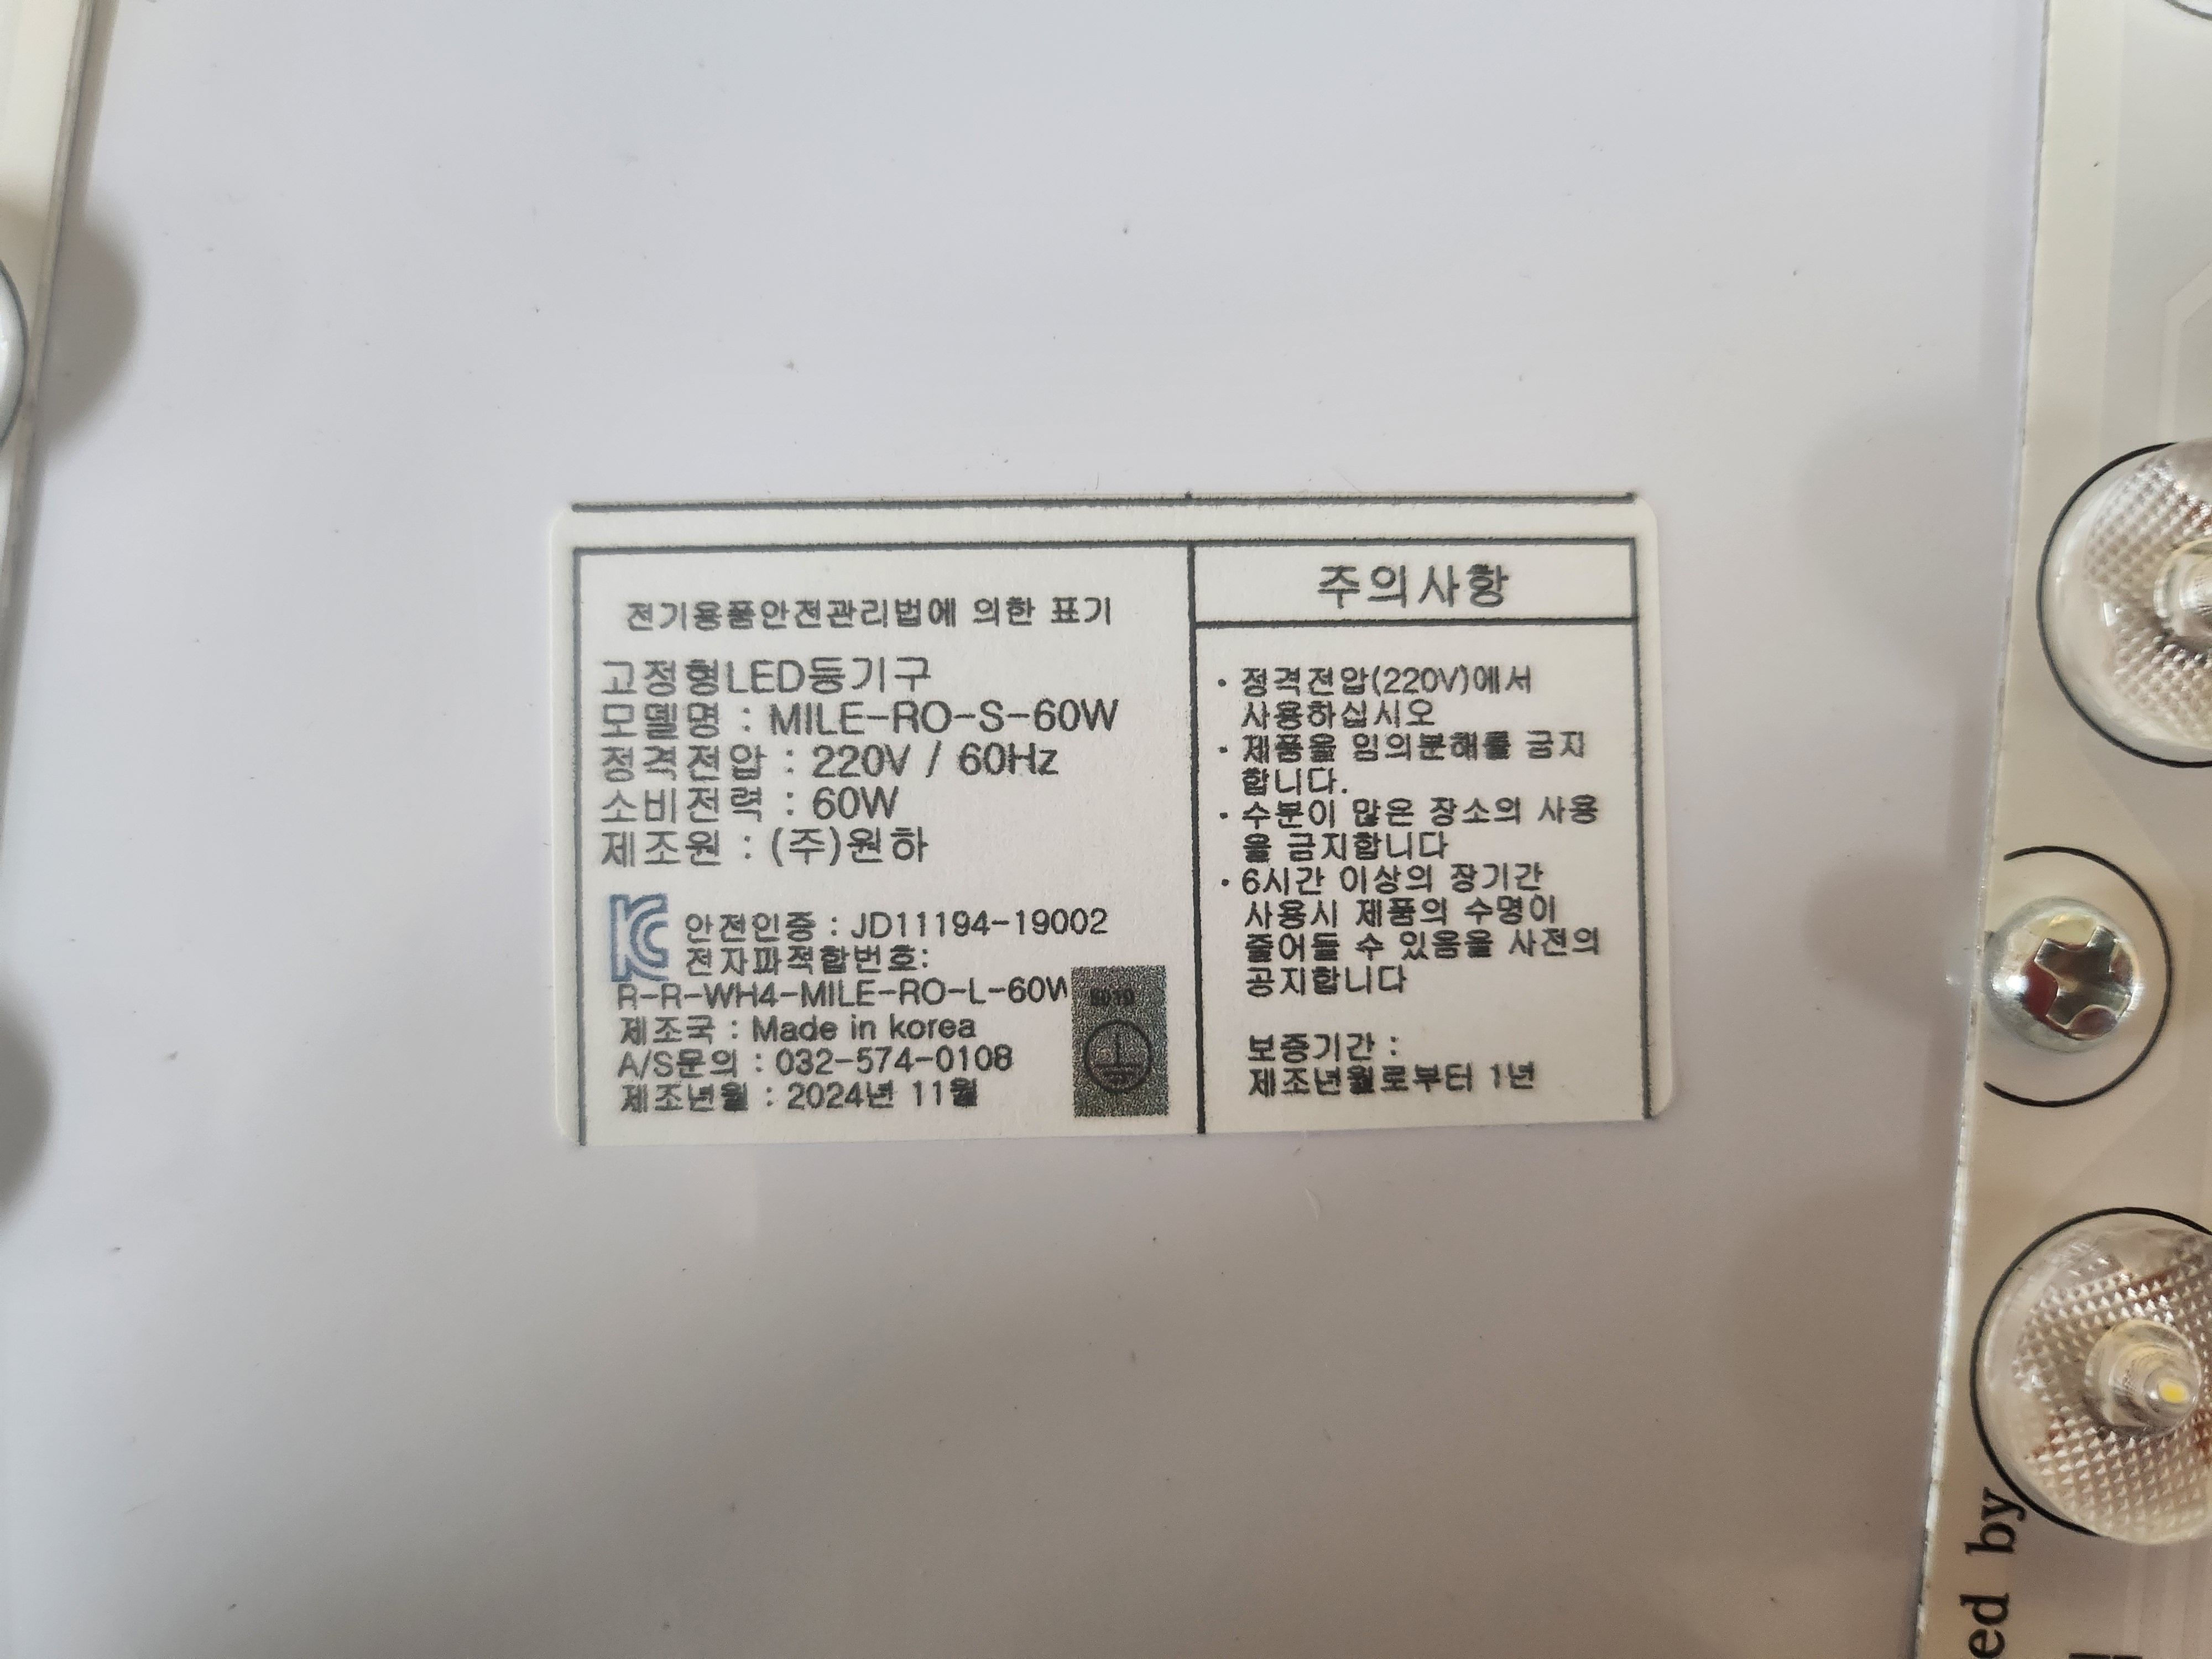 전기용품안전관리법에 의한 표기
고정형LED등기구
모델명 : MILE-RO-S-60W
정격전압 : 220V / 60Hz
소비전력 : 60W
제조원 : (주)원하
KC
안전인증 : JD11194-19002
전자파적합번호:
R-R-WH4-MILE-RO-L-60W
제조국 : Made in korea
A/S문의 : 032-574-0108
제조년월 : 2024년 11월
주의사항
· 정격전압(220V)에서
사용하십시오
· 제품을 임의분해를 금지
합니다.
· 수분이 많은 장소의 사용
을 금지합니다
· 6시간 이상의 장기간
사용시 제품의 수명이
줄어들 수 있음을 사전의
공지합니다
보증기간 :
제조년월로부터 1년
ed by